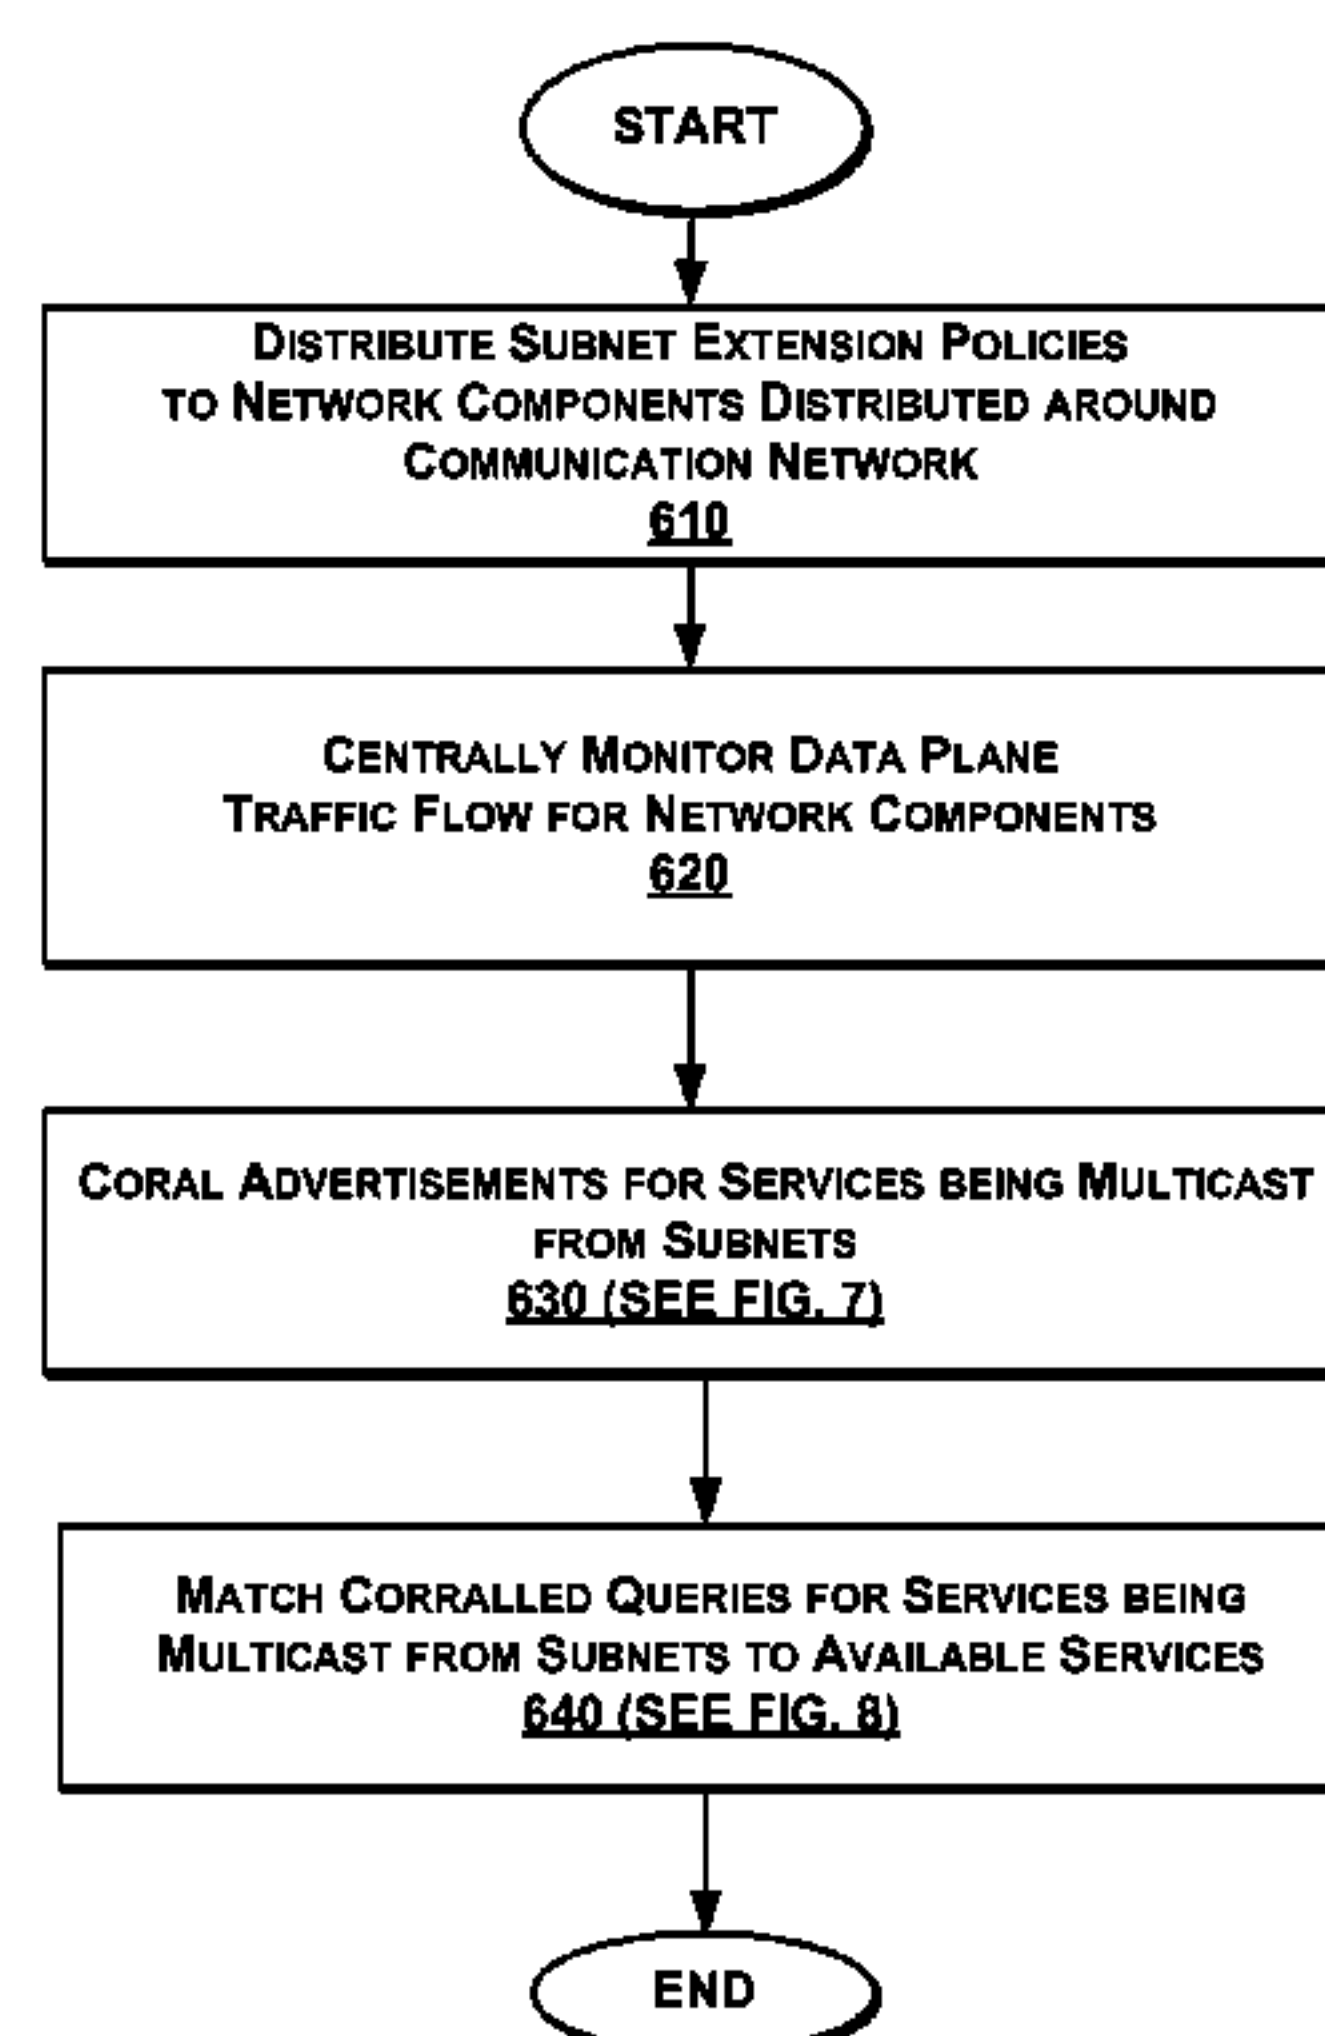 START
DISTRIBUTE SUBNET EXTENSION POLICIES
TO NETWORK COMPONENTS DISTRIBUTED AROUND
COMMUNICATION NETWORK
610
CENTRALLY MONITOR DATA PLANE
TRAFFIC FLOW FOR NETWORK COMPONENTS
620
CORAL ADVERTISEMENTS FOR SERVICES BEING MULTICAST
FROM SUBNETS
630 (SEE FIG. 7)
MATCH CORRALLED QUERIES FOR SERVICES BEING
MULTICAST FROM SUBNETS TO AVAILABLE SERVICES
640 (SEE FIG. 8)
END